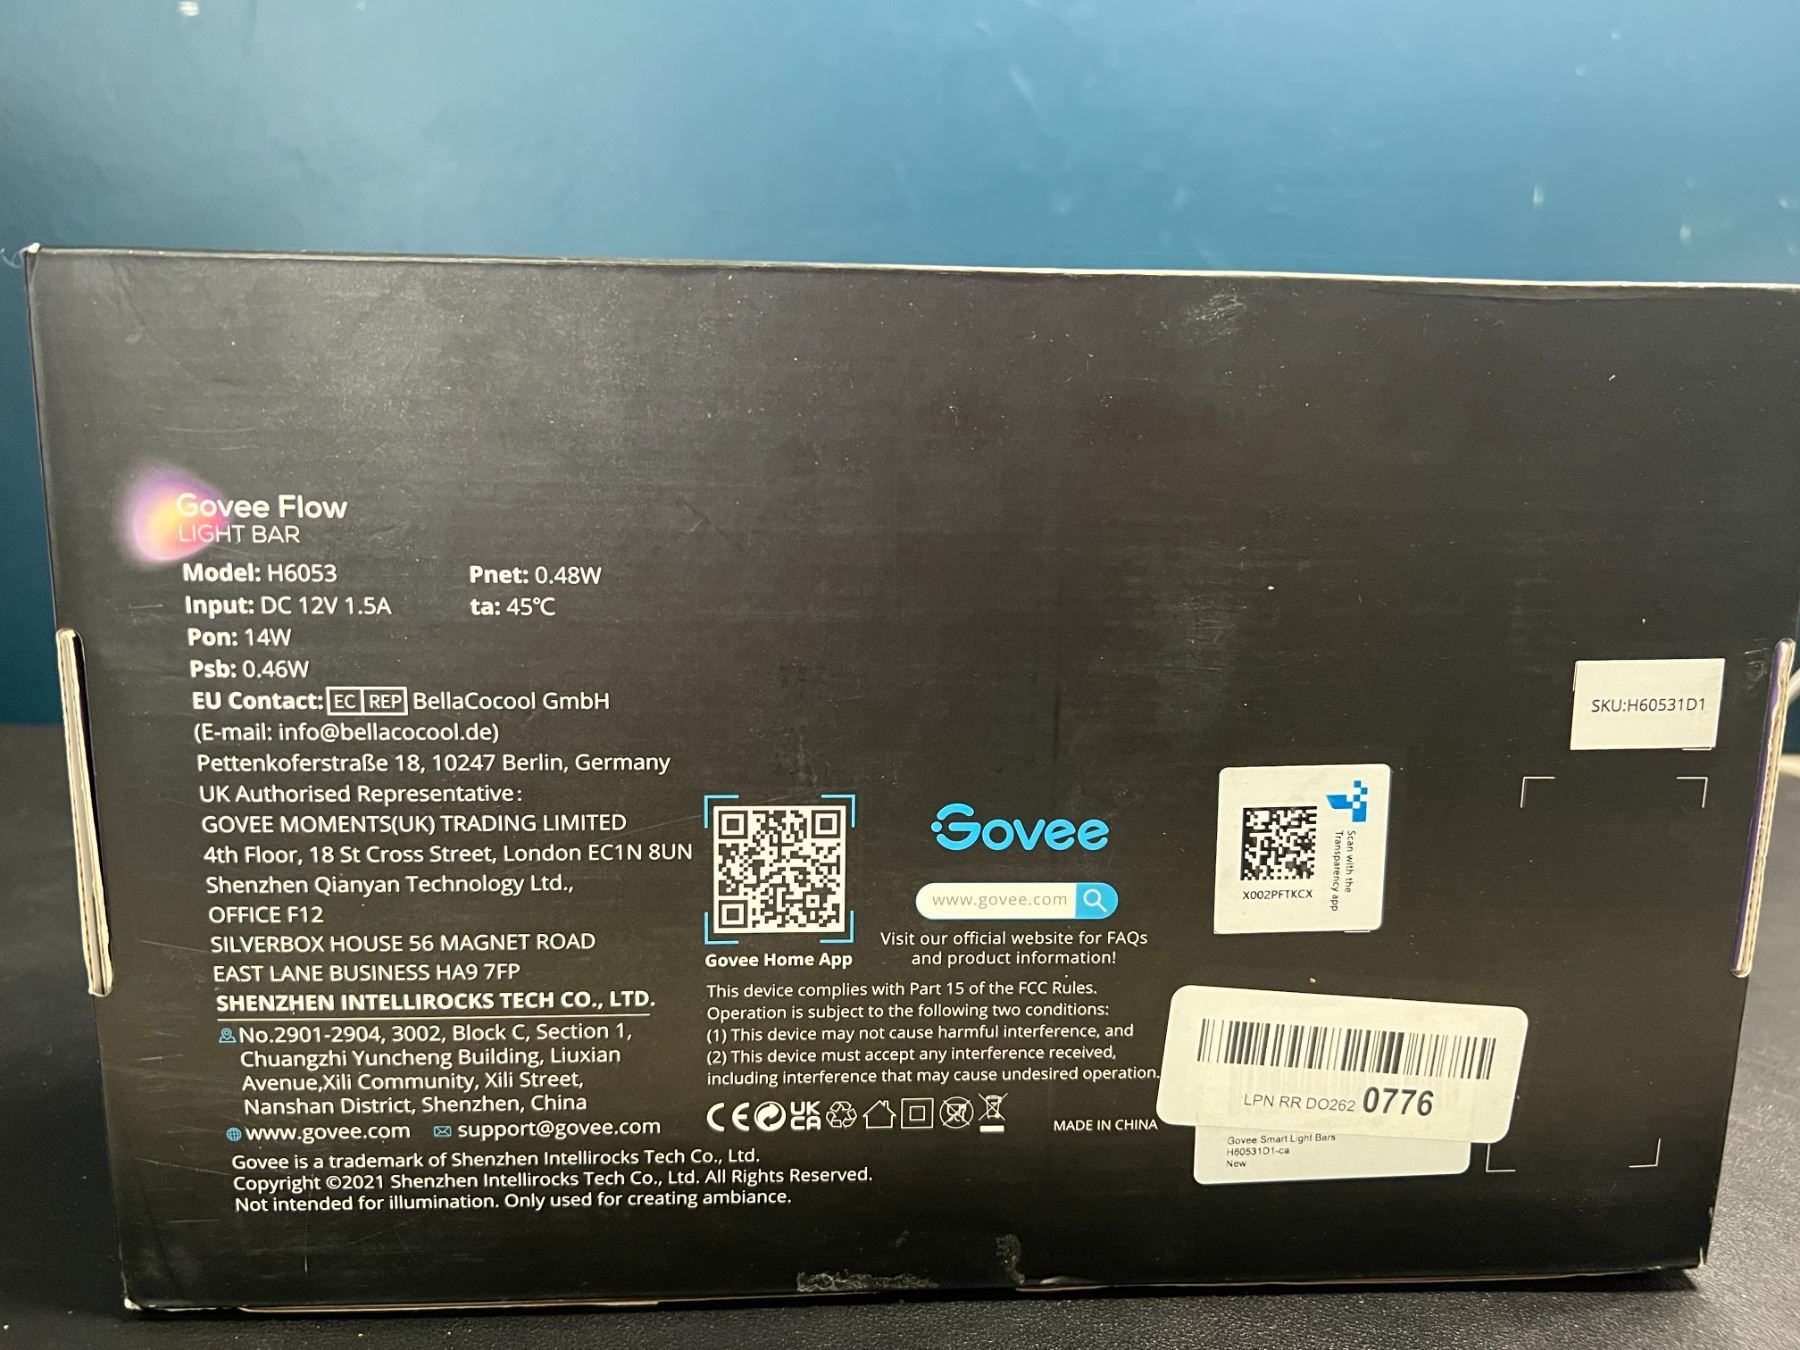 Govee Flow
LIGHT BAR
Model: H6053
Pnet: 0.48W
Input: DC 12V 1.5A
ta: 45℃
Pon: 14W
Psb: 0.46W
EU Contact: EC REP BellaCocool GmbH
(E-mail: info@bellacocool.de)
Pettenkoferstraße 18, 10247 Berlin, Germany
UK Authorised Representative:
GOVEE MOMENTS(UK) TRADING LIMITED
4th Floor, 18 St Cross Street, London EC1N 8UN
Shenzhen Qianyan Technology Ltd.,
OFFICE F12
SILVERBOX HOUSE 56 MAGNET ROAD
EAST LANE BUSINESS HA9 7FP
SHENZHEN INTELLIROCKS TECH CO., LTD.
No.2901-2904, 3002, Block C, Section 1,
Chuangzhi Yuncheng Building, Liuxian
Avenue,Xili Community, Xili Street,
Nanshan District, Shenzhen, China
www.govee.com support@govee.com
Govee is a trademark of Shenzhen Intellirocks Tech Co., Ltd.
Copyright ©2021 Shenzhen Intellirocks Tech Co., Ltd. All Rights Reserved.
Not intended for illumination. Only used for creating ambiance.
Govee Home App
Govee
www.govee.com
Visit our official website for FAQs
and product information!
This device complies with Part 15 of the FCC Rules.
Operation is subject to the following two conditions:
(1) This device may not cause harmful interference, and
(2) This device must accept any interference received,
including interference that may cause undesired operation.
CE UK
CA
MADE IN CHINA
SKU:H60531D1
Scan with the
Transparency app
X002PFTKCX
LPN RR DO262 0776
Govee Smart Light Bars
H60531D1-ca
New